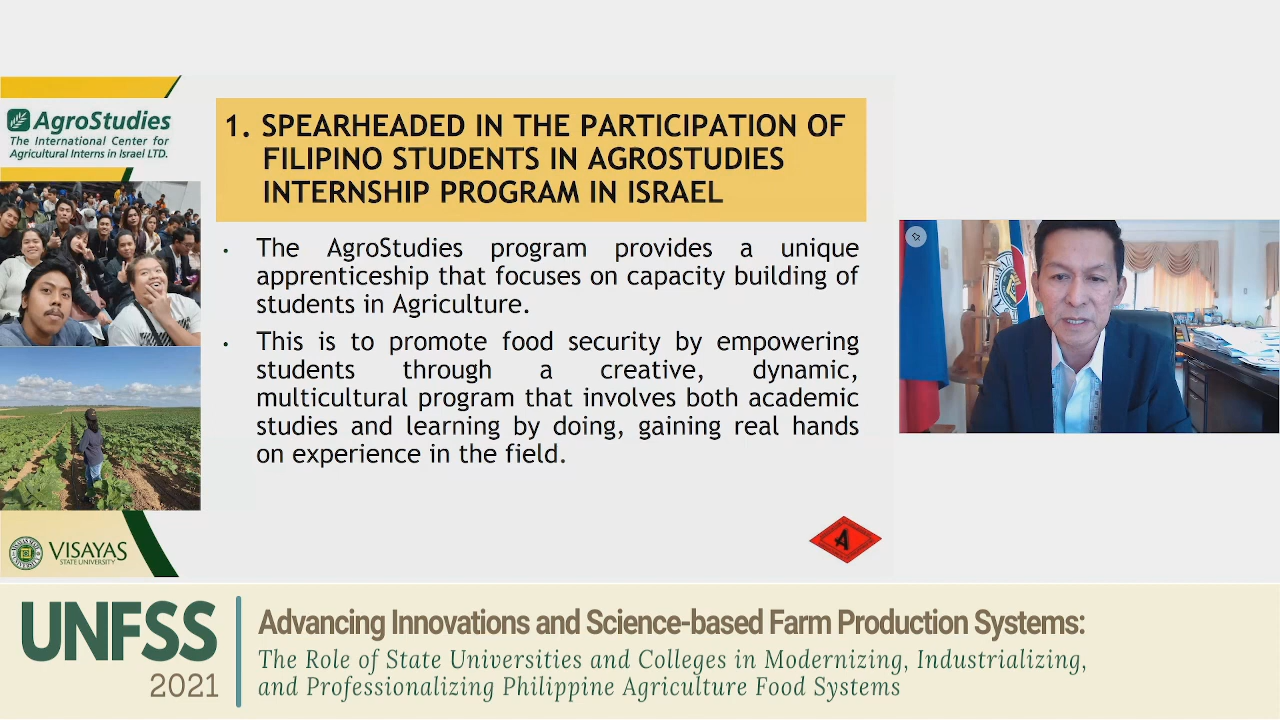 AgroStudies
The International Center for
Agricultural Interns in Israel LTD.
1. SPEARHEADED IN THE PARTICIPATION OF
FILIPINO STUDENTS IN AGROSTUDIES
INTERNSHIP PROGRAM IN ISRAEL
• The AgroStudies program provides a unique
apprenticeship that focuses on capacity building of
students in Agriculture.
• This is to promote food security by empowering
students through a creative, dynamic,
multicultural program that involves both academic
studies and learning by doing, gaining real hands
on experience in the field.
VISAYAS
STATE UNIVERSITY
A
UNFSS
2021
Advancing Innovations and Science-based Farm Production Systems:
The Role of State Universities and Colleges in Modernizing, Industrializing,
and Professionalizing Philippine Agriculture Food Systems